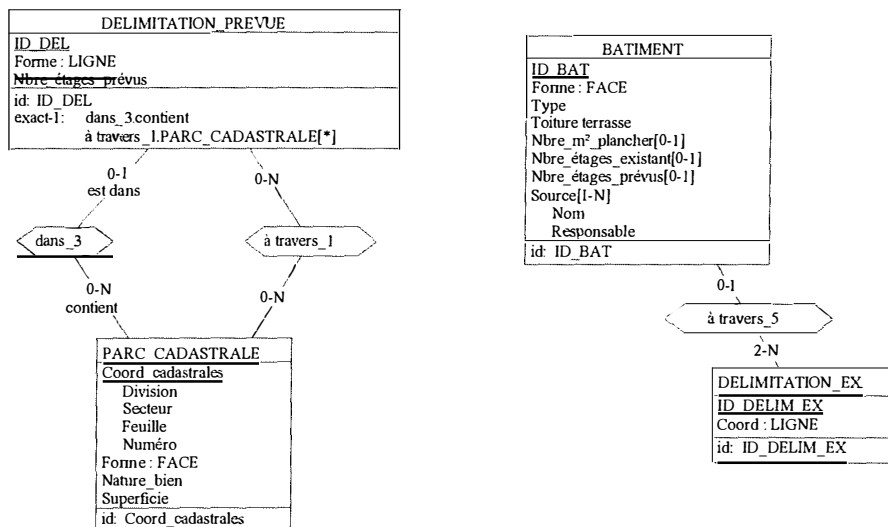 DELIMITATION_PREVUE
ID_DEL
Forme : LIGNE
Nbre_étages_prévus
id: ID_DEL
exact-1: dans_3.contient
à travers_1.PARC_CADASTRALE[*]
0-1
est dans
0-N
dans_3
à travers_1
0-N
contient
0-N
PARC_CADASTRALE
Coord_cadastrales
Division
Secteur
Feuille
Numéro
Forme : FACE
Nature_bien
Superficie
id: Coord_cadastrales
BATIMENT
ID_BAT
Forme : FACE
Type
Toiture terrasse
Nbre_m²_plancher[0-1]
Nbre_étages_existant[0-1]
Nbre_étages_prévus[0-1]
Source[1-N]
Nom
Responsable
id: ID_BAT
0-1
à travers_5
2-N
DELIMITATION_EX
ID_DELIM_EX
Coord : LIGNE
id: ID_DELIM_EX